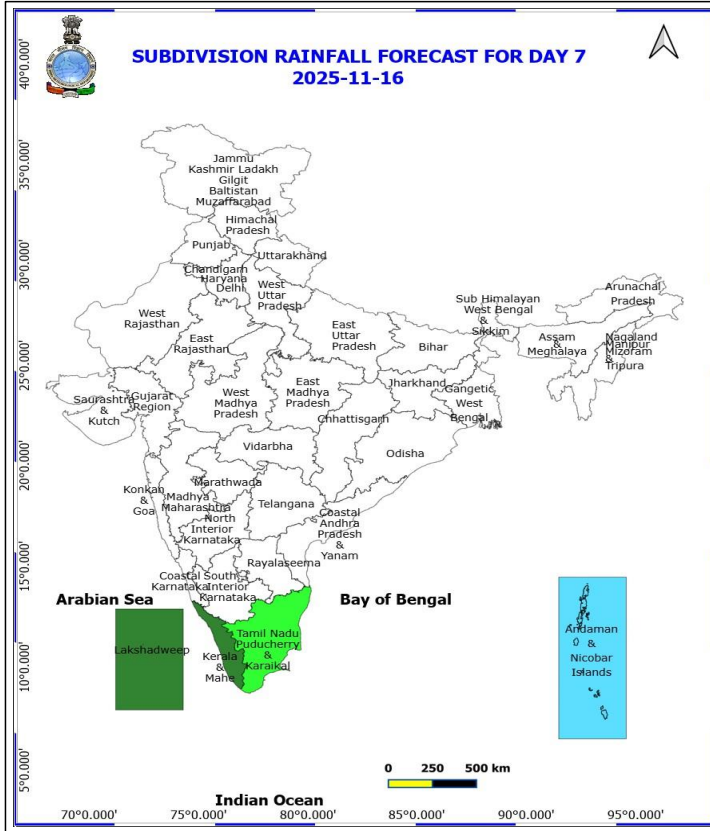 SUBDIVISION RAINFALL FORECAST FOR DAY 7
2025-11-16
40°0.000'
35°0.000'
30°0.000'
25°0.000'
20°0.000'
15°0.000'
10°0.000'
5°0.000'
Jammu
Kashmir Ladakh
Gilgit
Baltistan
Muzaffarabad
Himachal
Pradesh
Punjab
Uttarakhand
Chandigarh
Haryana
Delhi
West
Uttar
Pradesh
Arunachal
Pradesh
Sub Himalayan
West Bengal
&
Sikkim
West
Rajasthan
East
Rajasthan
East
Uttar
Pradesh
Bihar
Assam
&
Meghalaya
Nagaland
Manipur
Mizoram
&
Tripura
Saurashtra
&
Kutch
Gujarat
Region
West
Madhya
Pradesh
East
Madhya
Pradesh
Jharkhand
Gangetic
West
Bengal
Chhattisgarh
Vidarbha
Odisha
Konkan
&
Goa
Marathwada
Madhya
Maharashtra
Telangana
North
Interior
Karnataka
Coastal
Andhra
Pradesh
&
Yanam
Rayalaseema
Coastal
Karnataka
South
Interior
Karnataka
Arabian Sea
Bay of Bengal
Lakshadweep
Kerala
&
Mahe
Tamil Nadu
Puducherry
&
Karaikal
Andaman
&
Nicobar
Islands
0 250 500 km
Indian Ocean
70°0.000' 75°0.000' 80°0.000' 85°0.000' 90°0.000' 95°0.000'